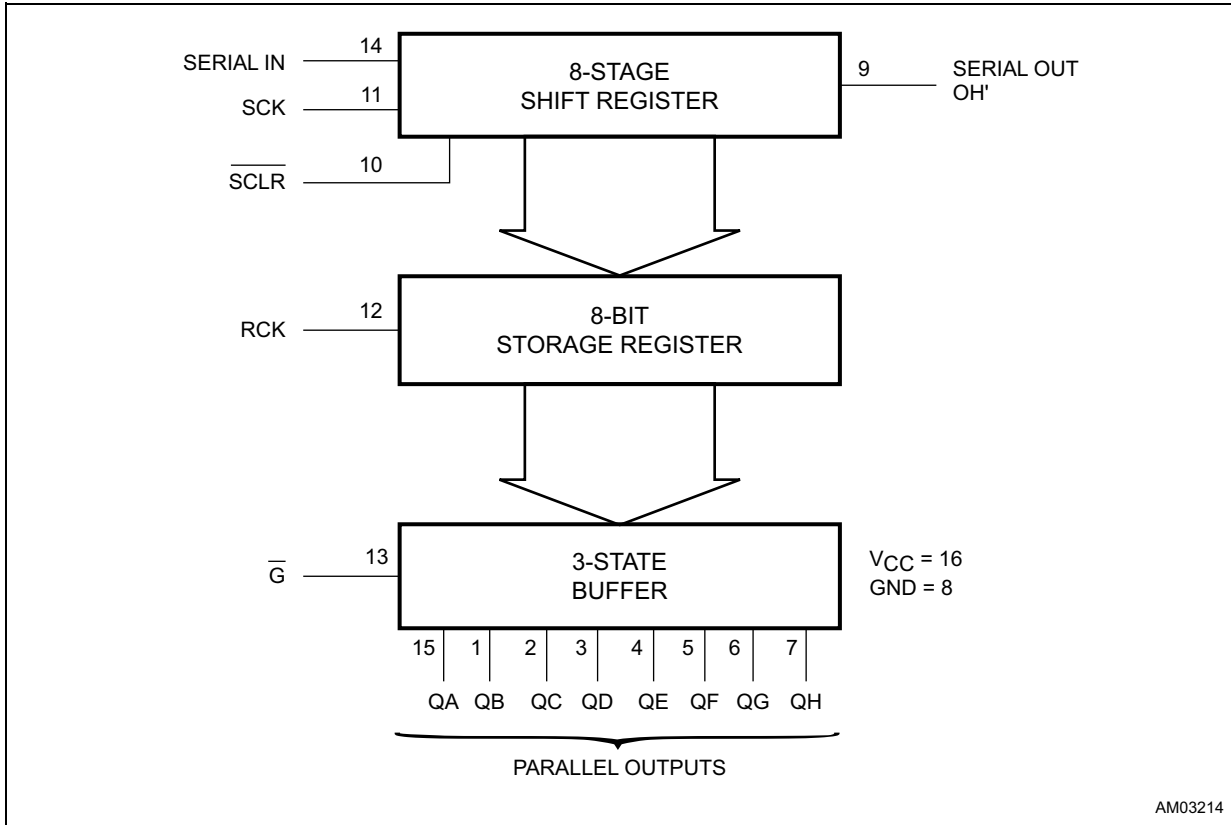 SERIAL IN
14
SCK
11
S̅C̅L̅R̅
10
8-STAGE
SHIFT REGISTER
9
SERIAL OUT
OH'
RCK
12
8-BIT
STORAGE REGISTER
G̅
13
3-STATE
BUFFER
VCC = 16
GND = 8
15 1 2 3 4 5 6 7
QA QB QC QD QE QF QG QH
PARALLEL OUTPUTS
AM03214